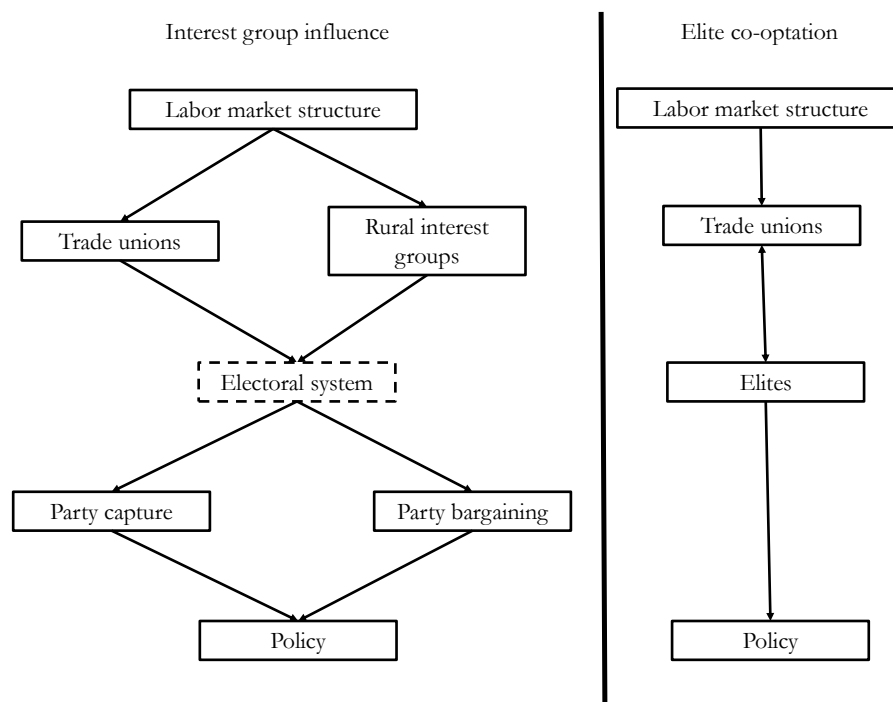 Interest group influence
Labor market structure
Trade unions
Rural interest
groups
Electoral system
Party capture
Party bargaining
Policy
Elite co-optation
Labor market structure
Trade unions
Elites
Policy